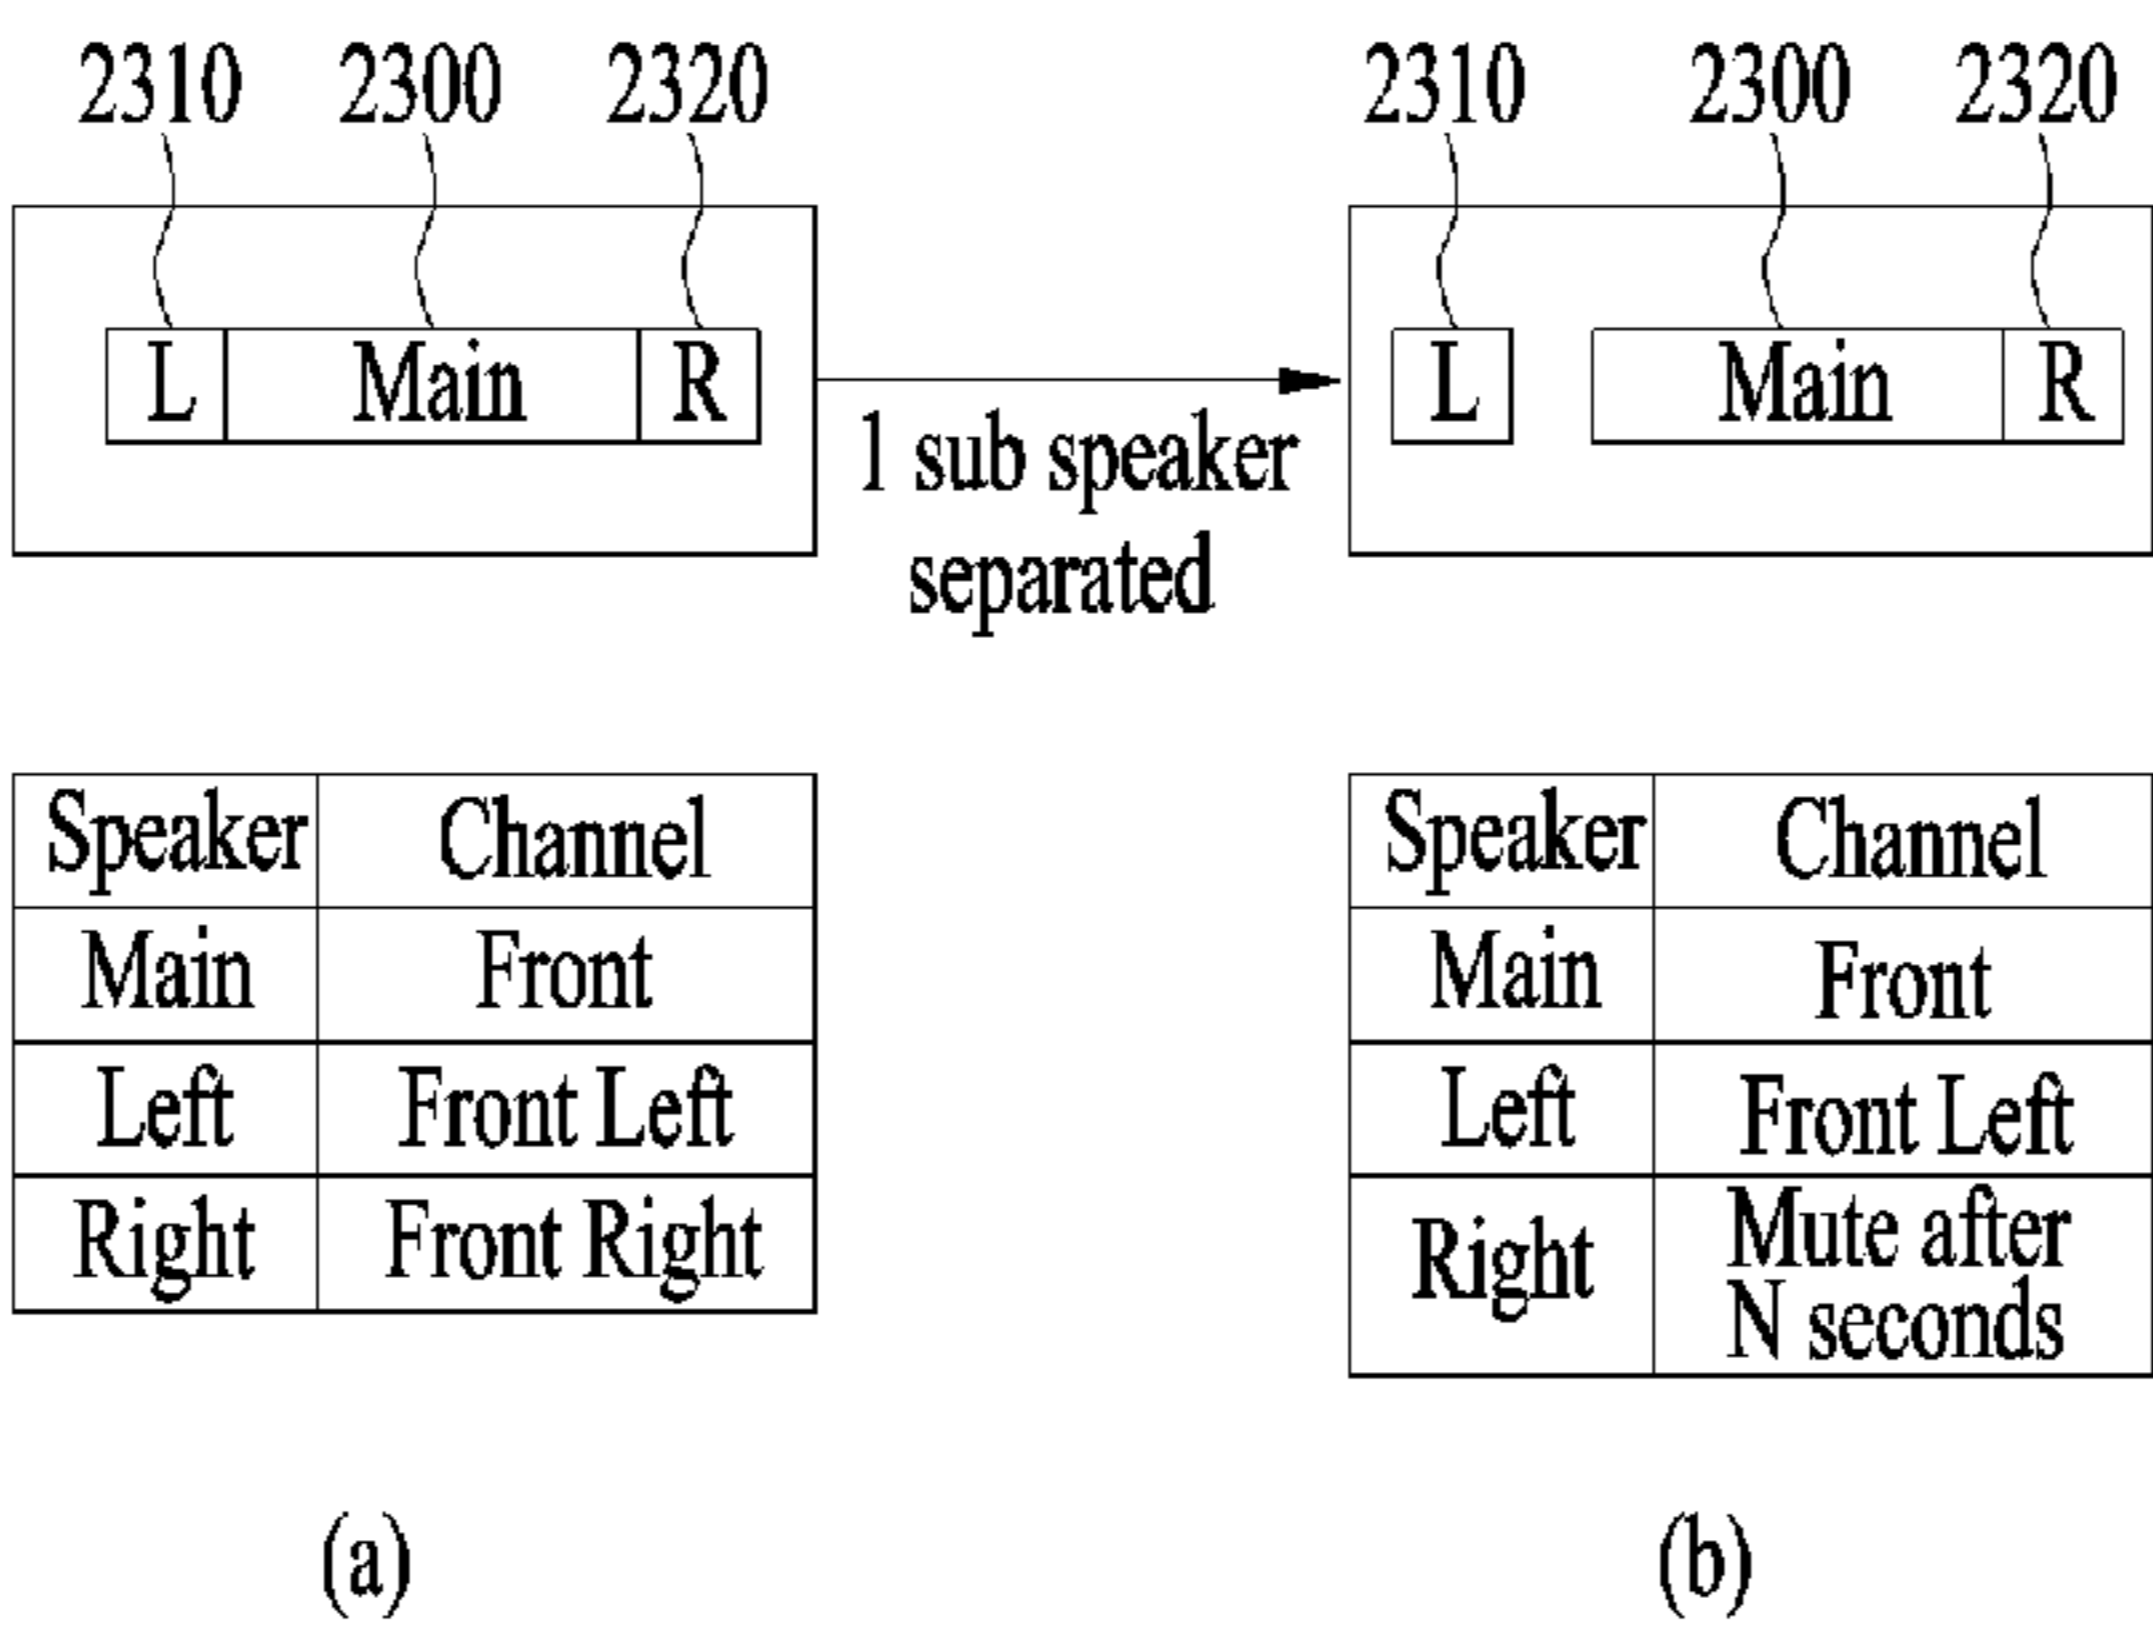 2310 2300 2320
L Main R
1 sub speaker
separated
2310 2300 2320
L Main R
Speaker Channel
Main Front
Left Front Left
Right Front Right
(a)
Speaker Channel
Main Front
Left Front Left
Right Mute after
N seconds
(b)